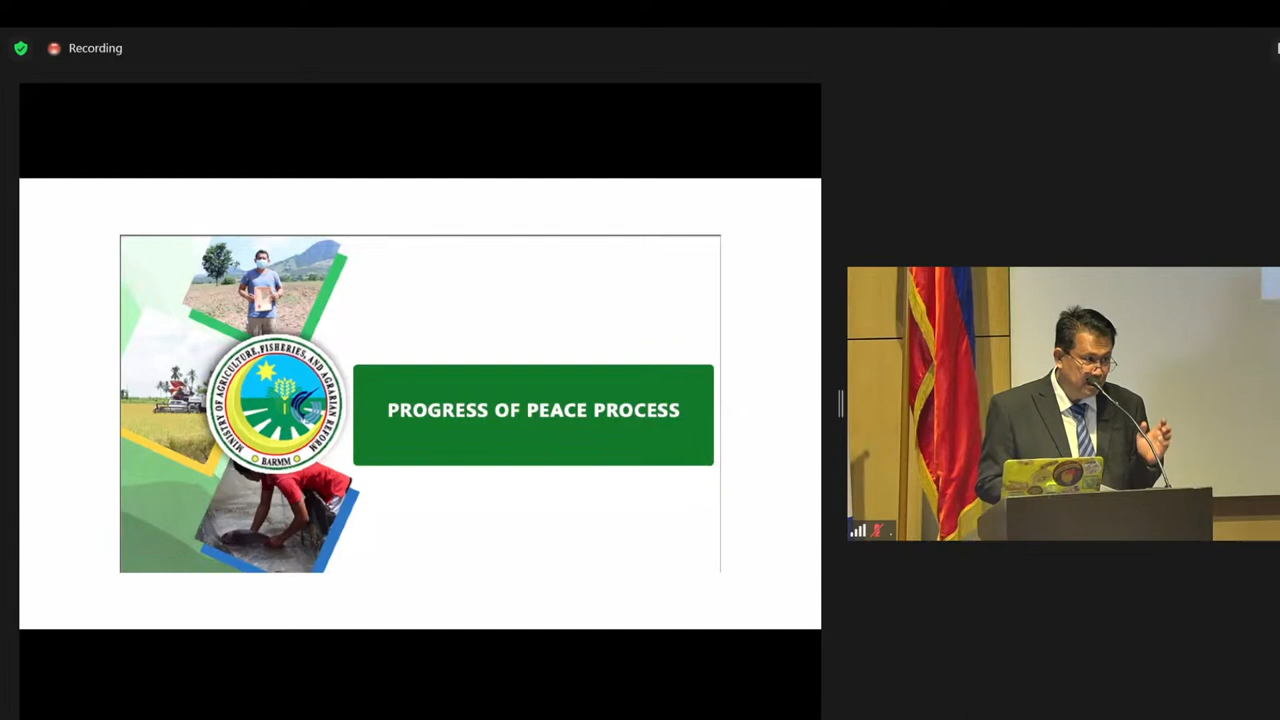 Recording
MINISTRY OF AGRICULTURE, FISHERIES, AND AGRARIAN REFORM
BARMM
PROGRESS OF PEACE PROCESS